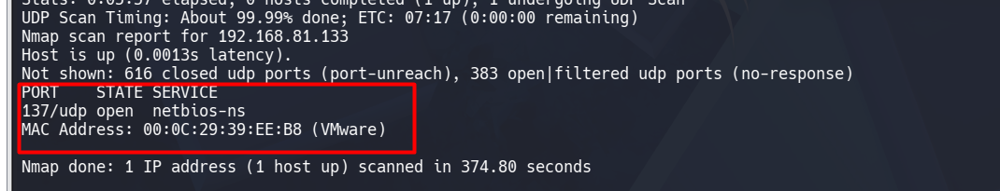 Stats: 0:05:57 elapsed; 0 hosts completed (1 up), 1 undergoing UDP Scan
UDP Scan Timing: About 99.99% done; ETC: 07:17 (0:00:00 remaining)
Nmap scan report for 192.168.81.133
Host is up (0.0013s latency).
Not shown: 616 closed udp ports (port-unreach), 383 open|filtered udp ports (no-response)
PORT    STATE SERVICE
137/udp open  netbios-ns
MAC Address: 00:0C:29:39:EE:B8 (VMware)
Nmap done: 1 IP address (1 host up) scanned in 374.80 seconds